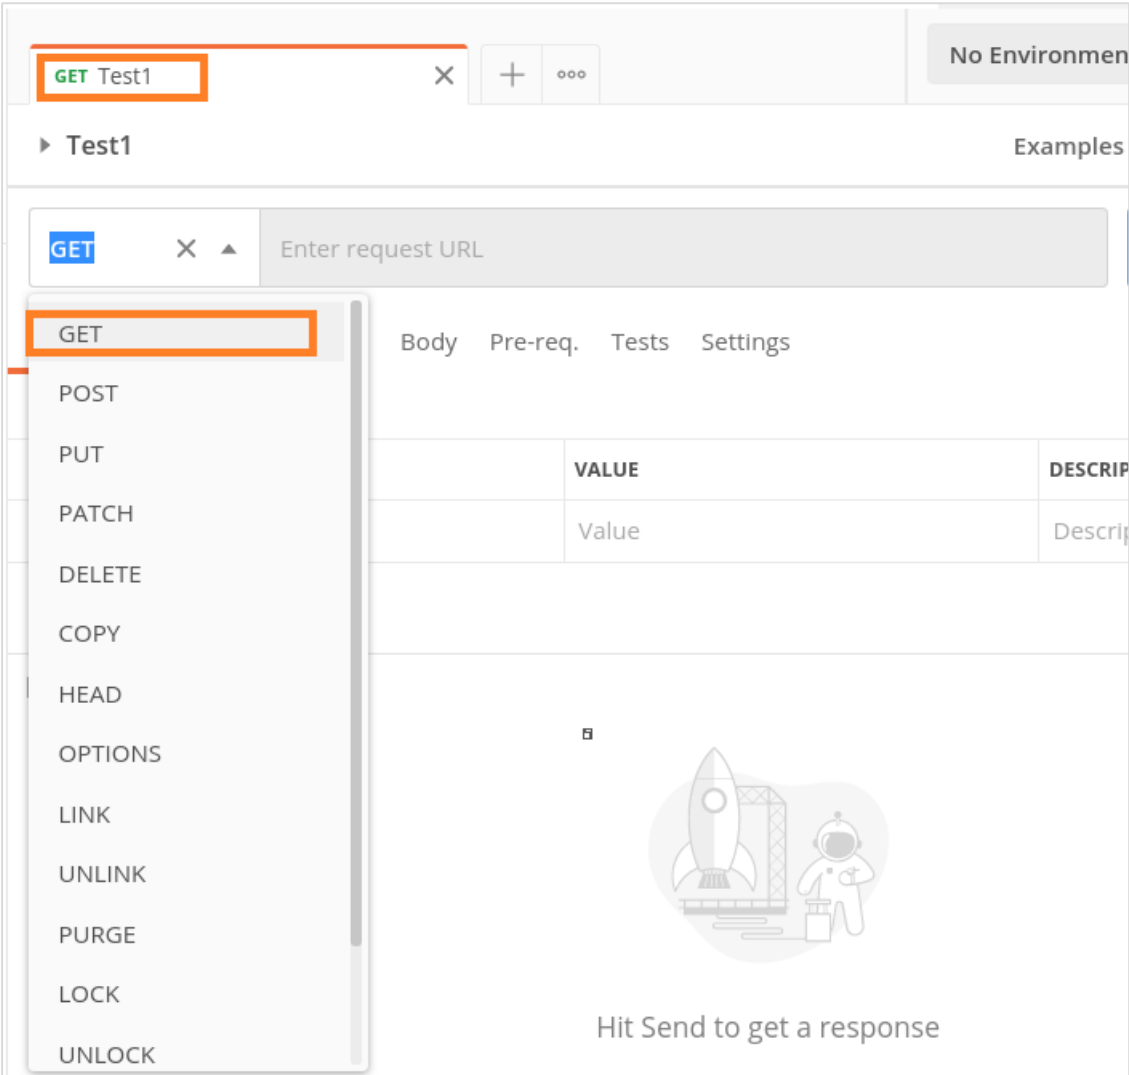 No Environmen
GET Test1
Test1
Examples
GET
Enter request URL
GET
Body Pre-req. Tests Settings
POST
PUT
VALUE DESCRIP
PATCH
Value Descrip
DELETE
COPY
HEAD
OPTIONS
LINK
UNLINK
PURGE
LOCK
Hit Send to get a response
UNLOCK